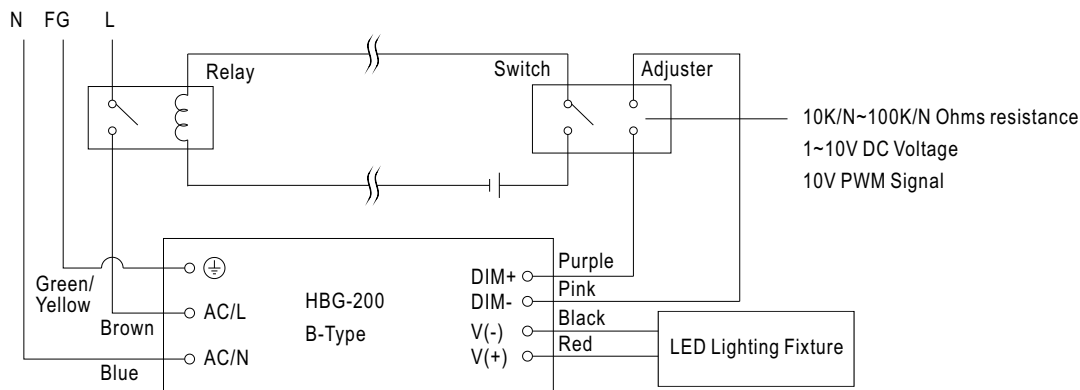 N FG L
Relay
Switch
Adjuster
10K/N~100K/N Ohms resistance
1~10V DC Voltage
10V PWM Signal
Green/
Yellow
Brown
Blue
AC/L
AC/N
HBG-200
B-Type
DIM+
DIM-
V(-)
V(+)
Purple
Pink
Black
Red
LED Lighting Fixture